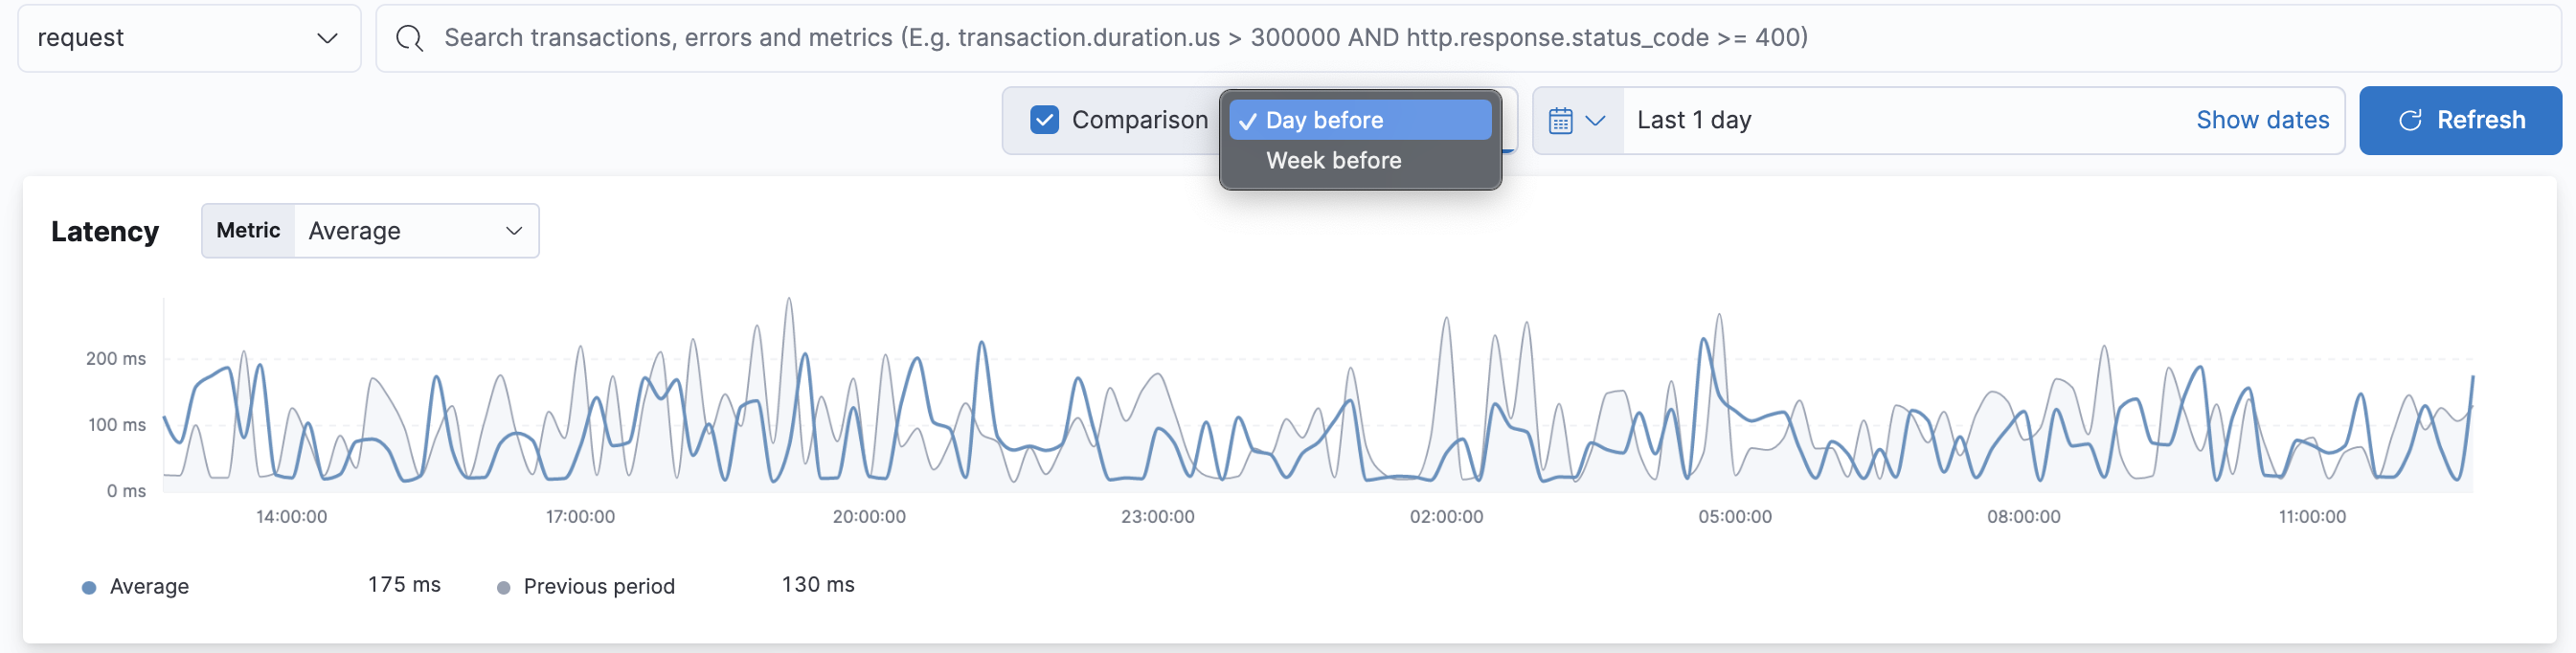 request
Search transactions, errors and metrics (E.g. transaction.duration.us > 300000 AND http.response.status_code >= 400)
Comparison
Day before
Week before
Last 1 day
Show dates
Refresh
Latency
Metric
Average
200 ms
100 ms
0 ms
14:00:00
17:00:00
20:00:00
23:00:00
02:00:00
05:00:00
08:00:00
11:00:00
Average 175 ms
Previous period 130 ms